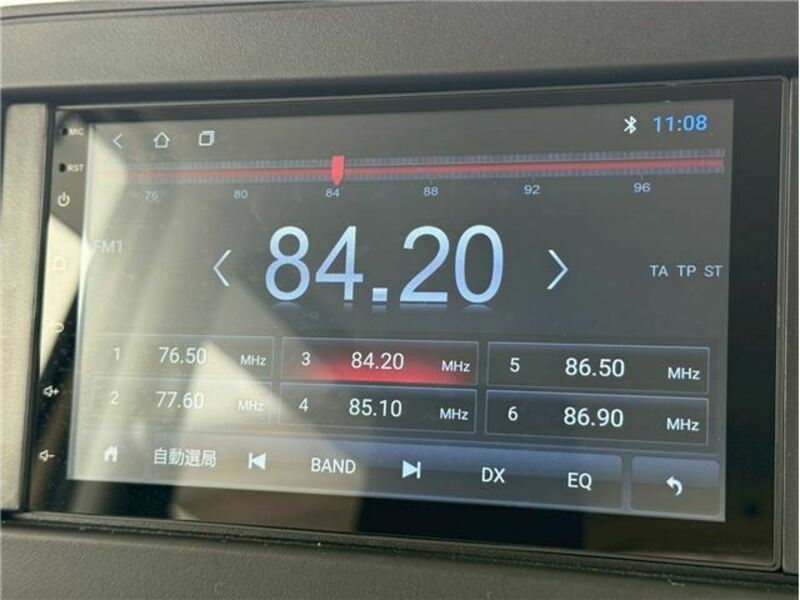 MIC
11:08
RST
76 80 84 88 92 96
FM1
84.20
TA TP ST
1 76.50 MHz 3 84.20 MHz 5 86.50 MHz
2 77.60 MHz 4 85.10 MHz 6 86.90 MHz
自動選局 BAND DX EQ